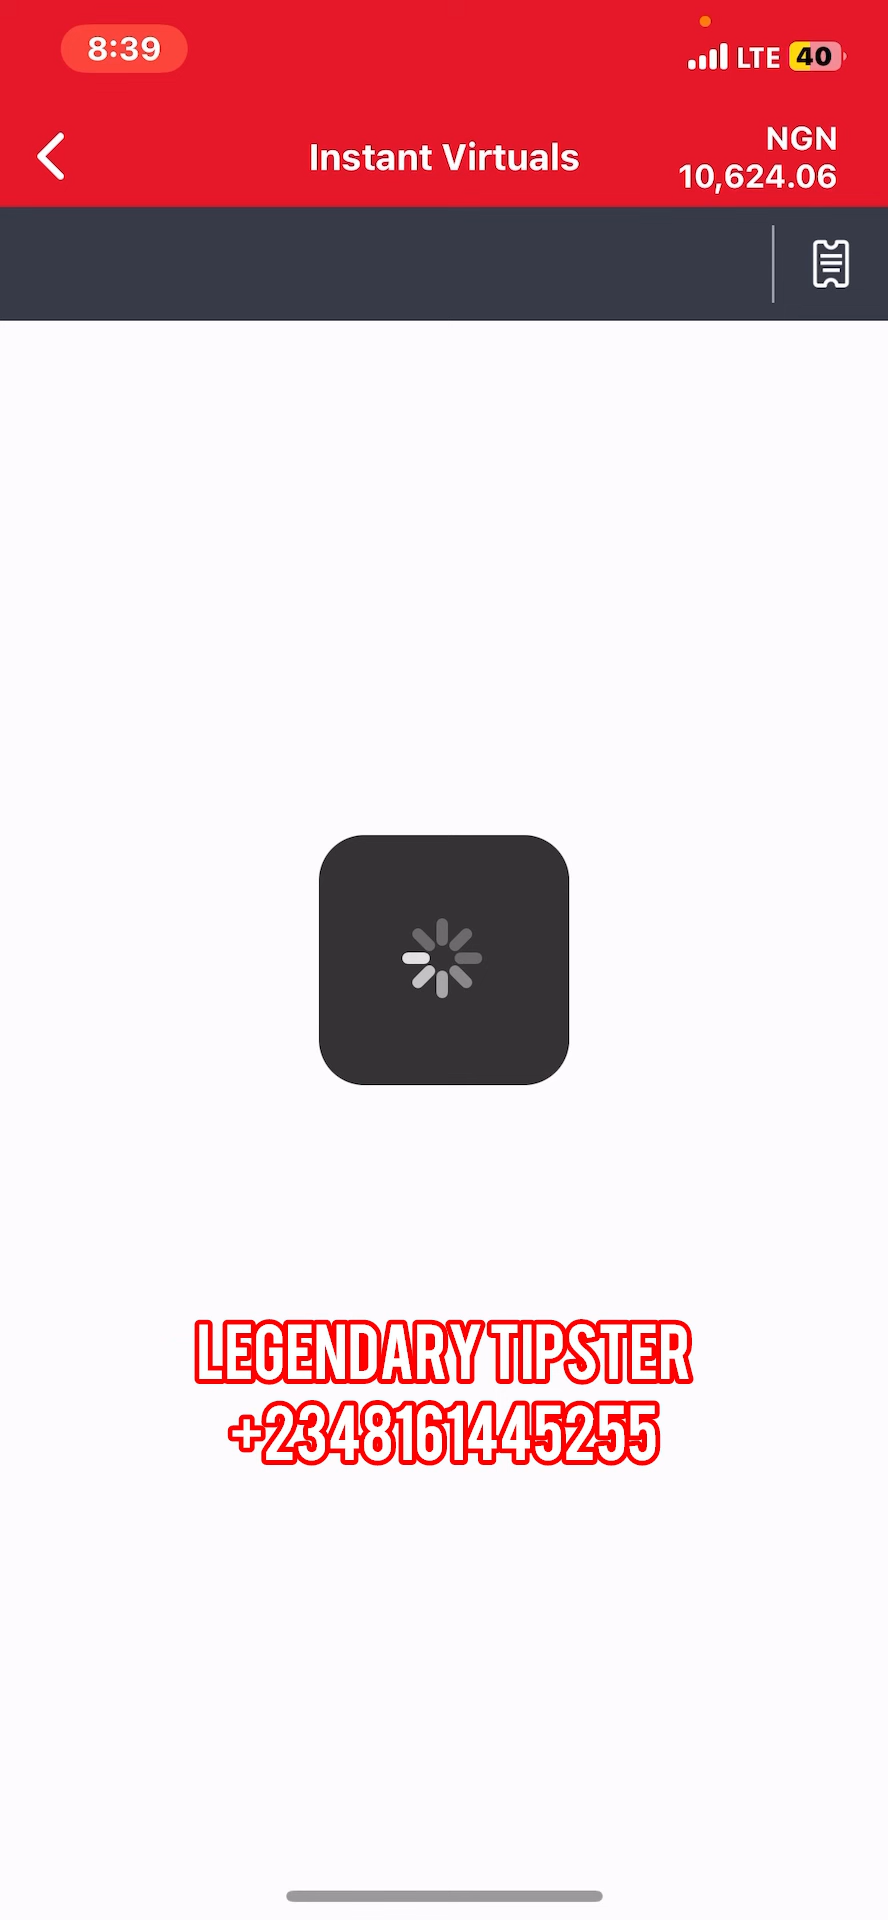 8:39
LTE 40
Instant Virtuals
NGN
10,624.06
LEGENDARY TIPSTER
+2348161445255